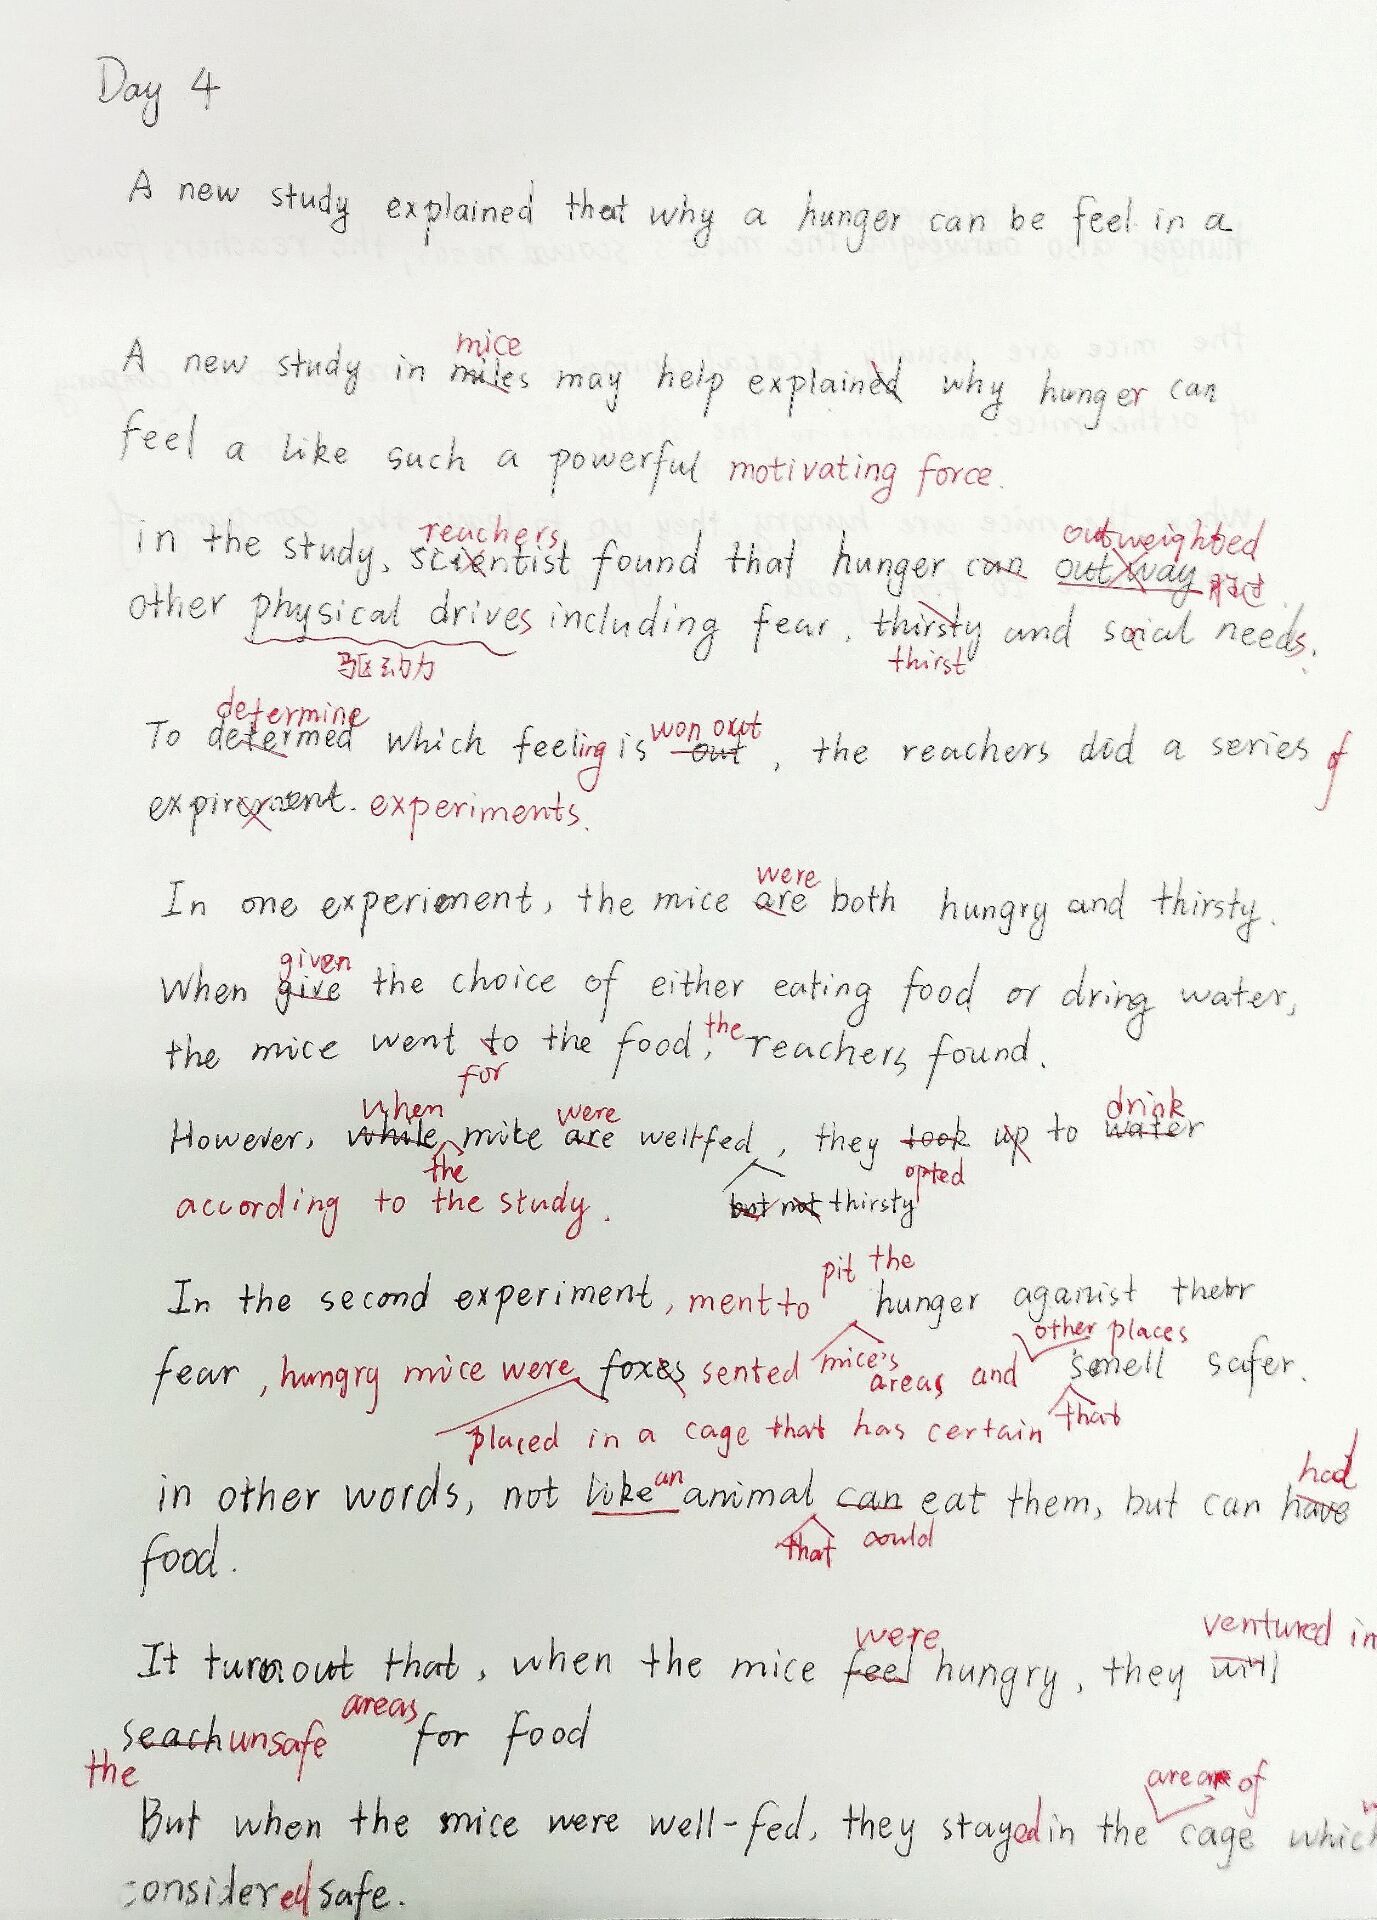 Day 4
A new study explained that why a hunger can be feel in a
mice
A new study in miles may help explained why hunger can
feel a like such a powerful motivating force.
reachers outweighted
in the study, scientist found that hunger can out way
other physical drives including fear, thirsty and social needs.
驱动力 thirst
determine won out
To determed which feeling is out, the reachers did a series of
expirement. experiments.
were
In one experiement, the mice are both hungry and thirsty.
given
When give the choice of either eating food or dring water,
the mice went to the food, the reachers found.
for
when were drink
However, while mike are well-fed, they took up to water
the opted
according to the study. but not thirsty
pit the
In the second experiment, ment to hunger aganist their
other places
fear, hungry mice were foxes sented mice's areas and smell safer.
placed in a cage that has certain that
an had
in other words, not like animal can eat them, but can have
that could
food.
were ventured in
It turn out that, when the mice feel hungry, they will
areas
seach unsafe for food
the
area of
But when the mice were well-fed, they stayed in the cage which
considered safe.